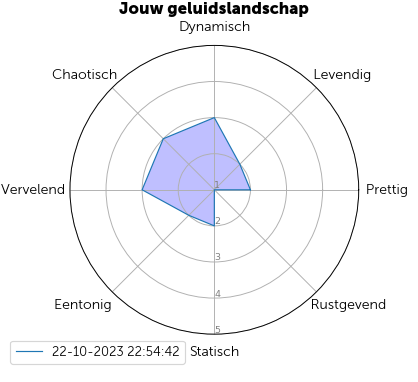 Jouw geluidslandschap
Dynamisch
Chaotisch
Levendig
Vervelend
1
Prettig
2
3
4
Eentonig
Rustgevend
5
22-10-2023 22:54:42
Statisch